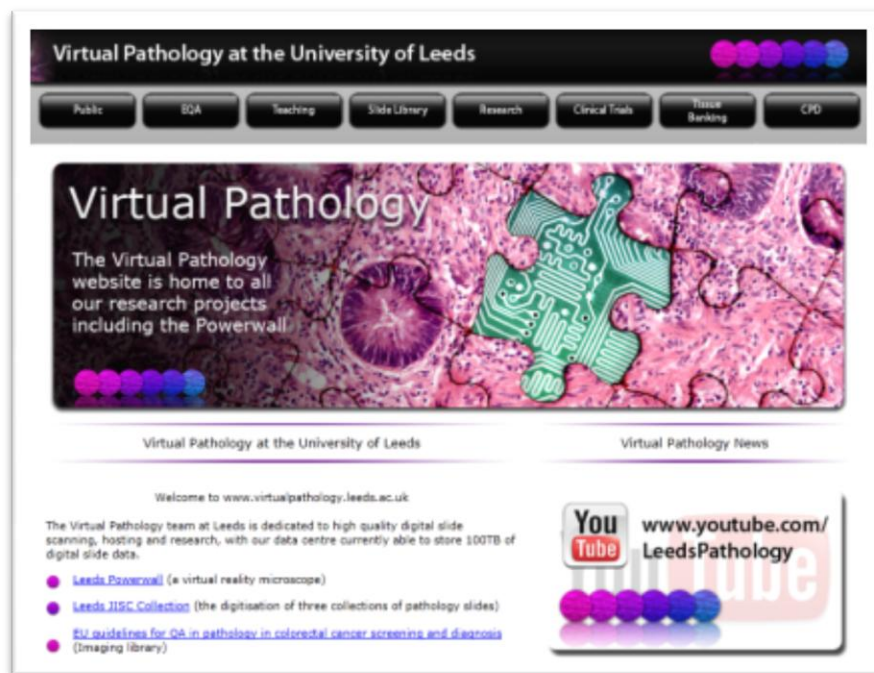 Virtual Pathology at the University of Leeds
Public
EQA
Teaching
Slide Library
Research
Clinical Trials
Tissue
Banking
CPD
Virtual Pathology
The Virtual Pathology
website is home to all
our research projects
including the Powerwall
Virtual Pathology at the University of Leeds
Virtual Pathology News
Welcome to www.virtualpathology.leeds.ac.uk
The Virtual Pathology team at Leeds is dedicated to high quality digital slide
scanning, hosting and research, with our data centre currently able to store 100TB of
digital slide data.
Leeds Powerwall (a virtual reality microscope)
Leeds JISC Collection (the digitisation of three collections of pathology slides)
EU guidelines for QA in pathology in colorectal cancer screening and diagnosis
(Imaging library)
You
Tube
www.youtube.com/
LeedsPathology
YouTube